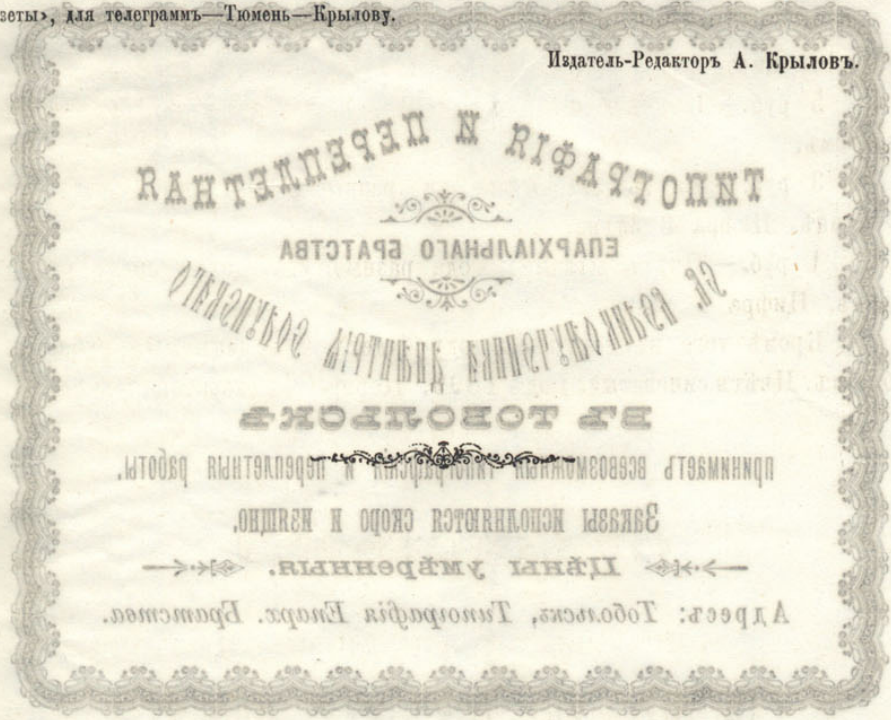 зеты», для телеграммъ—Тюмень—Крылову.
Издатель-Редакторъ А. Крыловъ.
ТИПОГРАФІЯ И ПЕРЕПЛЕТНАЯ
ЕПАРХІАЛЬНАГО БРАТСТВА
СВ. ВЕЛИКОМУЧЕНИКА ДИМИТРІЯ СОЛУНСКАГО
ВЪ ТОБОЛЬСКѢ
принимаетъ всевозможныя типографскія и переплетныя работы.
Заказы исполняются скоро и изящно.
Цѣны умѣренныя.
Адресъ: Тобольскъ, Типографія Епарх. Братства.